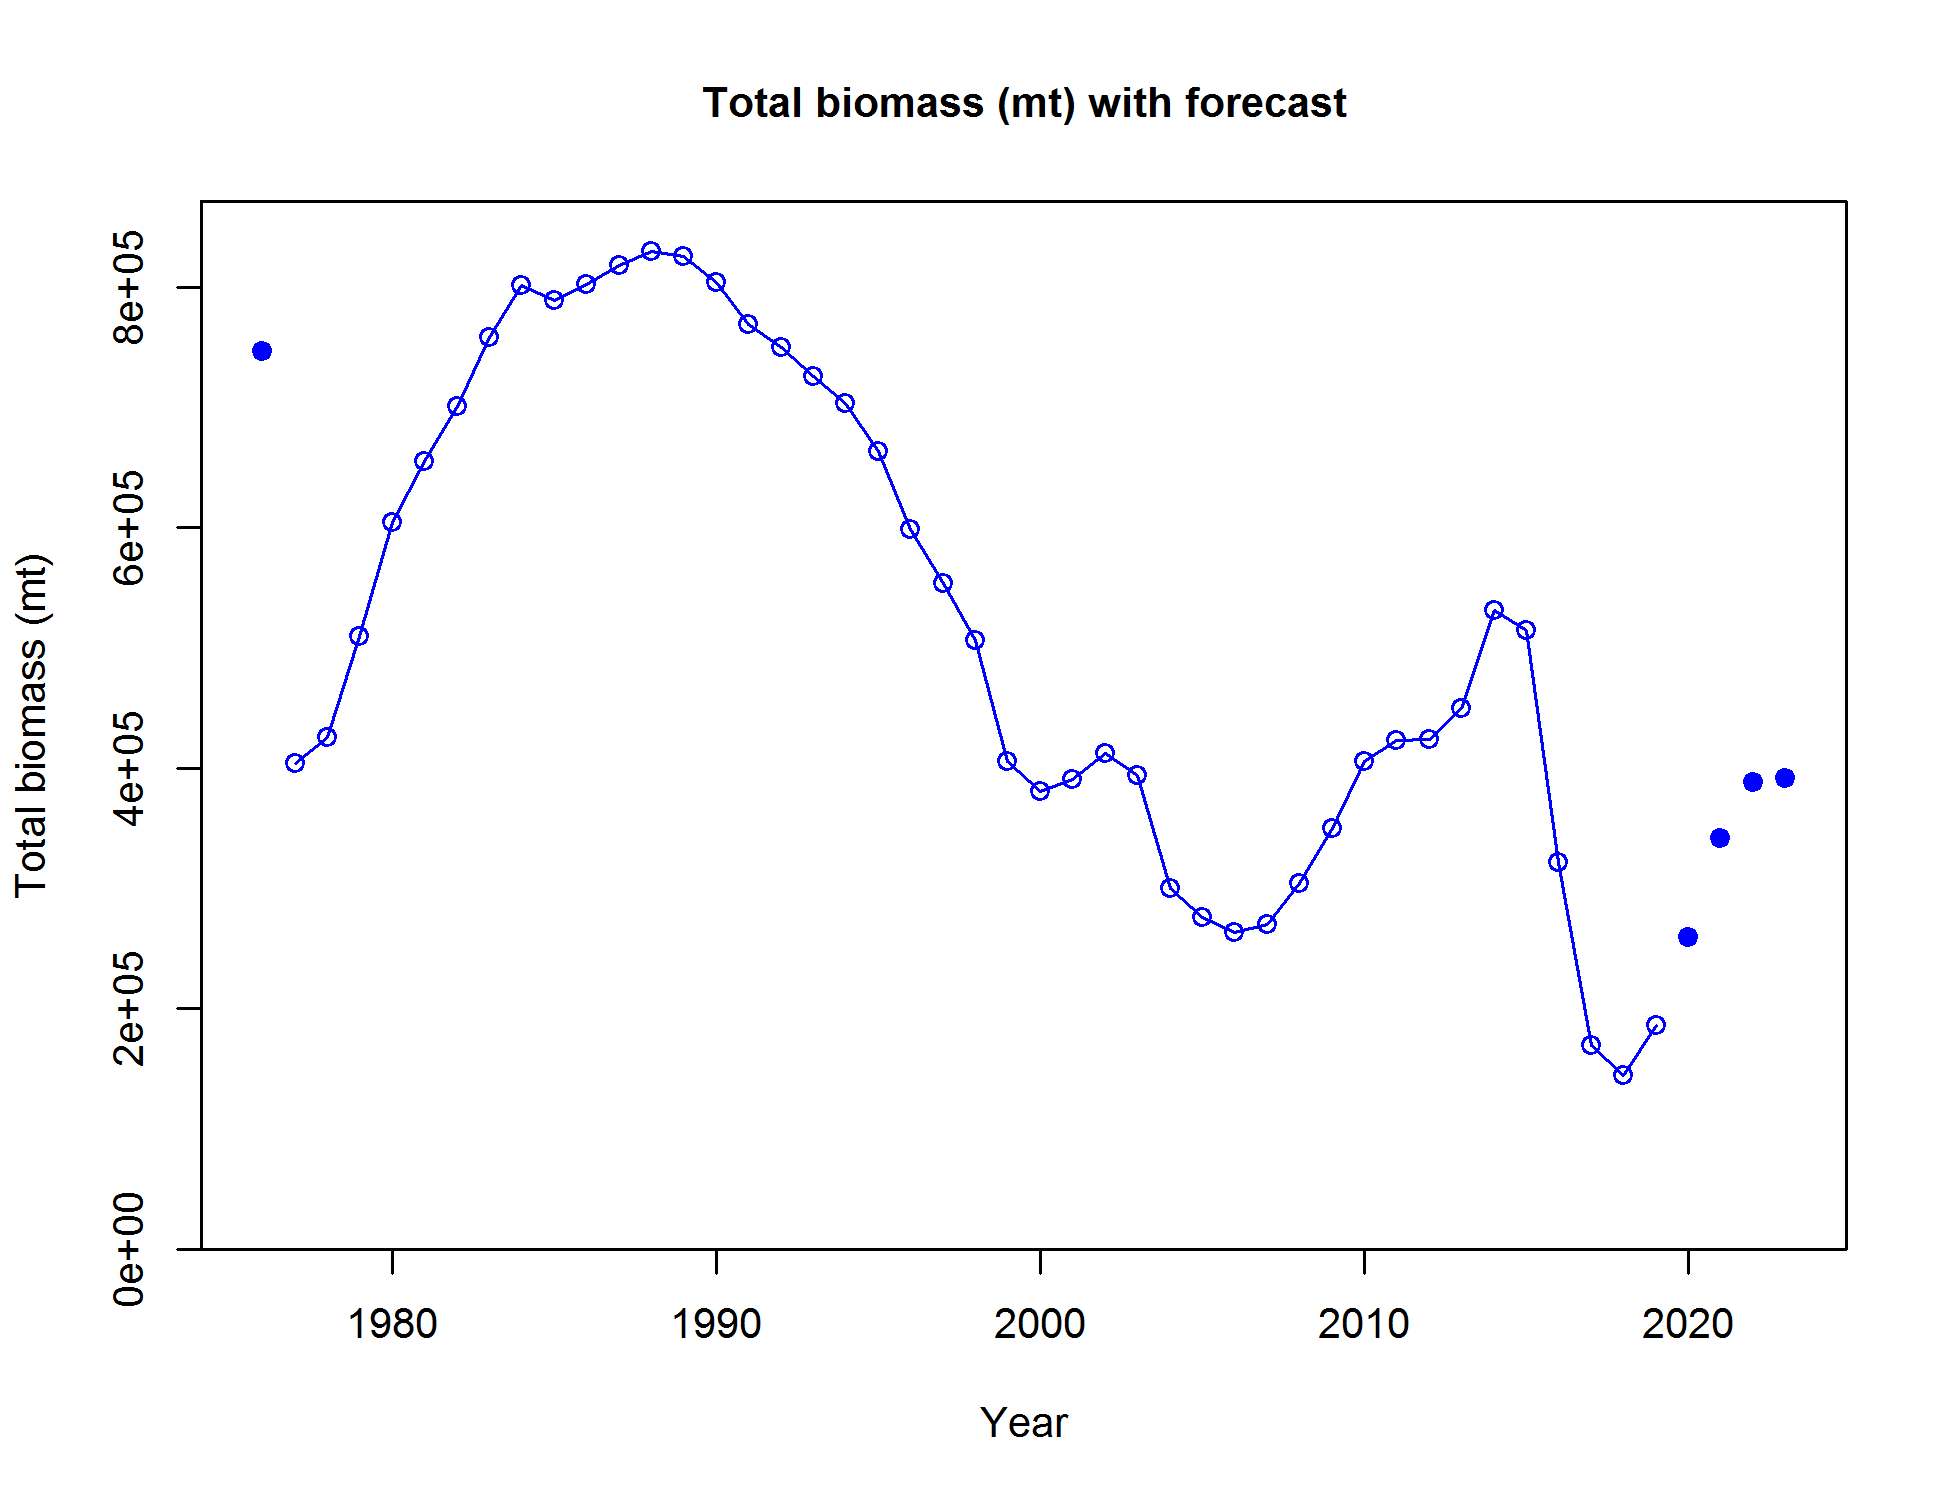 Total biomass (mt) with forecast
Total biomass (mt)
8e+05
6e+05
4e+05
2e+05
0e+00
1980
1990
2000
2010
2020
Year